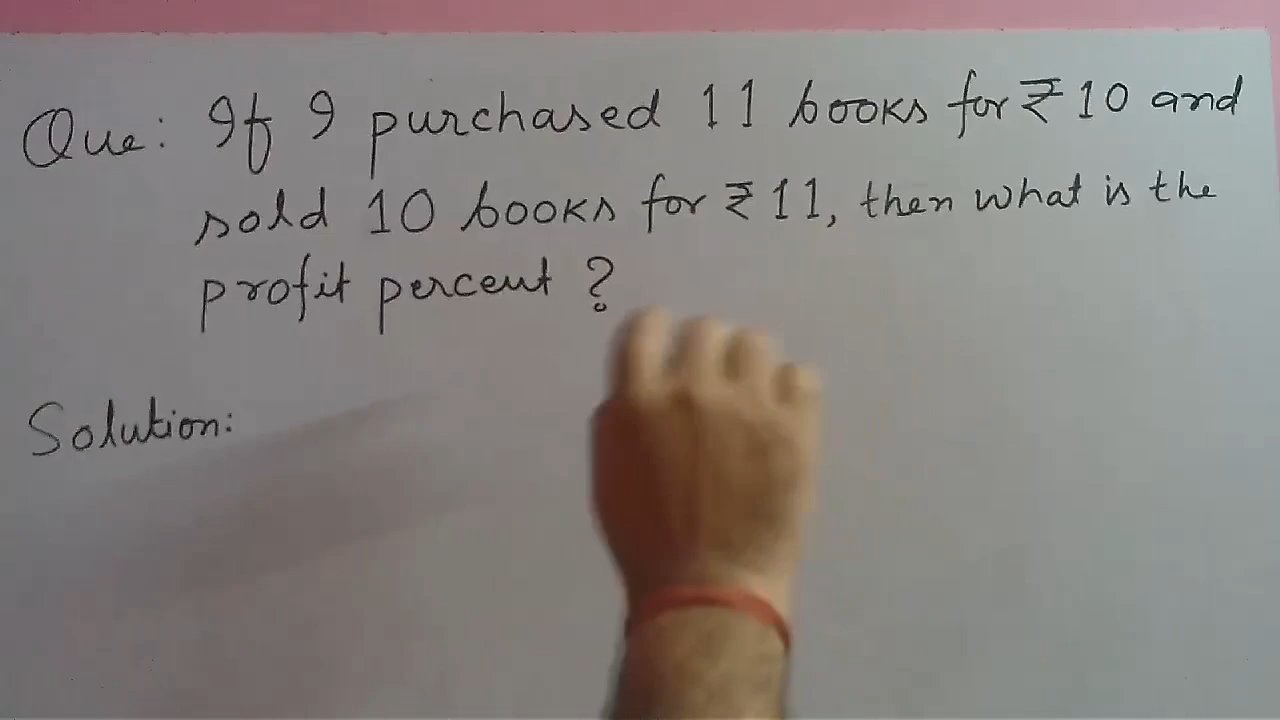 Que: If I purchased 11 books for ₹ 10 and
sold 10 books for ₹ 11, then what is the
profit percent ?
Solution: